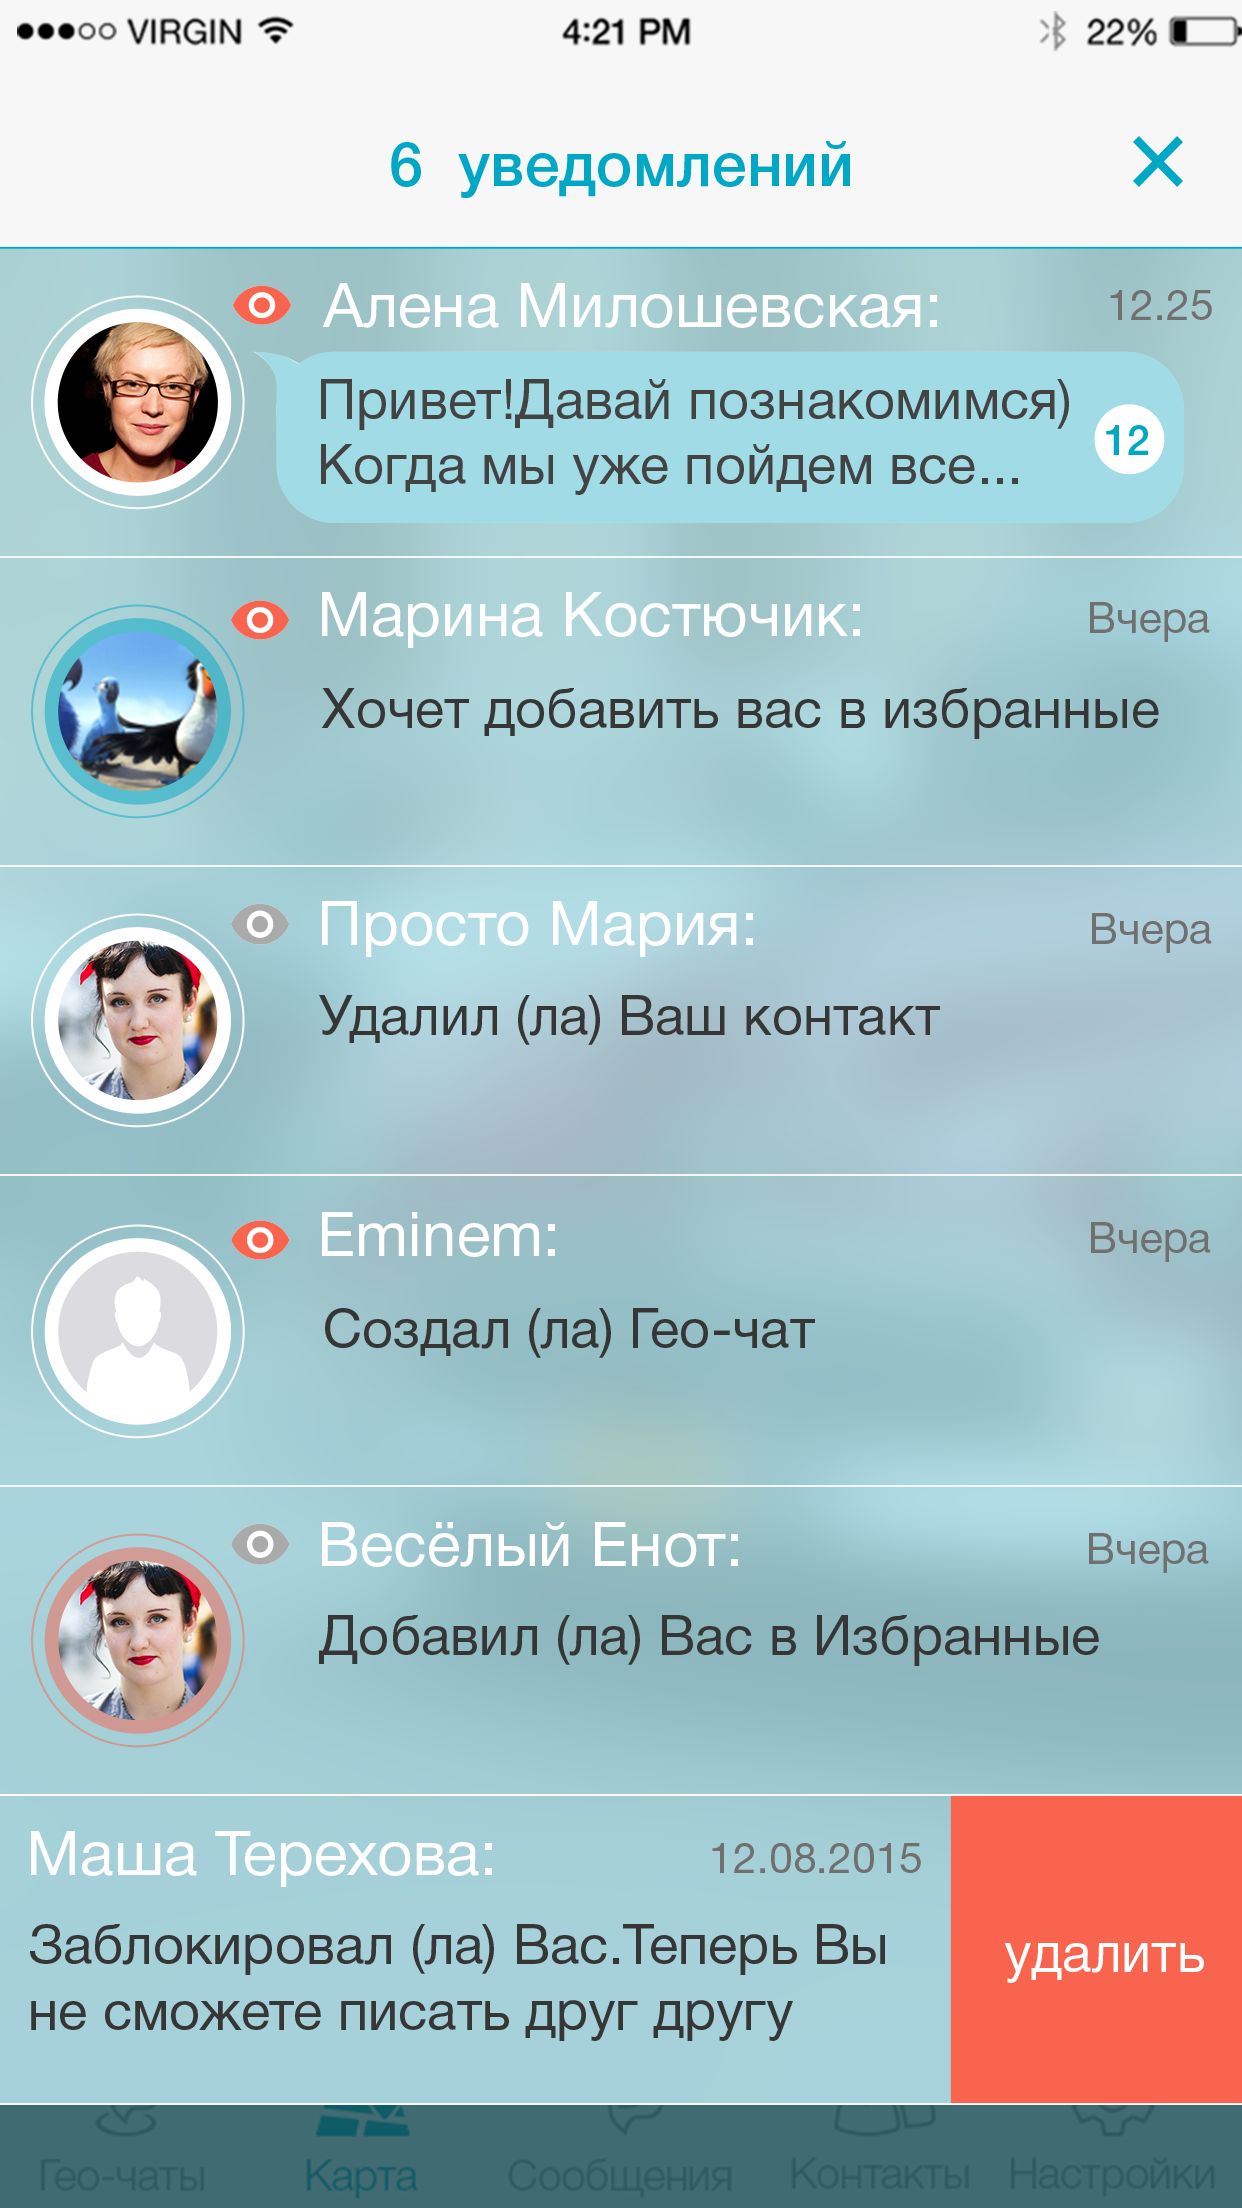 VIRGIN 4:21 PM 22%
6 уведомлений
Алена Милошевская: 12.25
Привет!Давай познакомимся)
Когда мы уже пойдем все...
12
Марина Костючик: Вчера
Хочет добавить вас в избранные
Просто Мария: Вчера
Удалил (ла) Ваш контакт
Eminem: Вчера
Создал (ла) Гео-чат
Весёлый Енот: Вчера
Добавил (ла) Вас в Избранные
Маша Терехова: 12.08.2015
Заблокировал (ла) Вас.Теперь Вы
не сможете писать друг другу
удалить
Гео-чаты Карта Сообщения Контакты Настройки